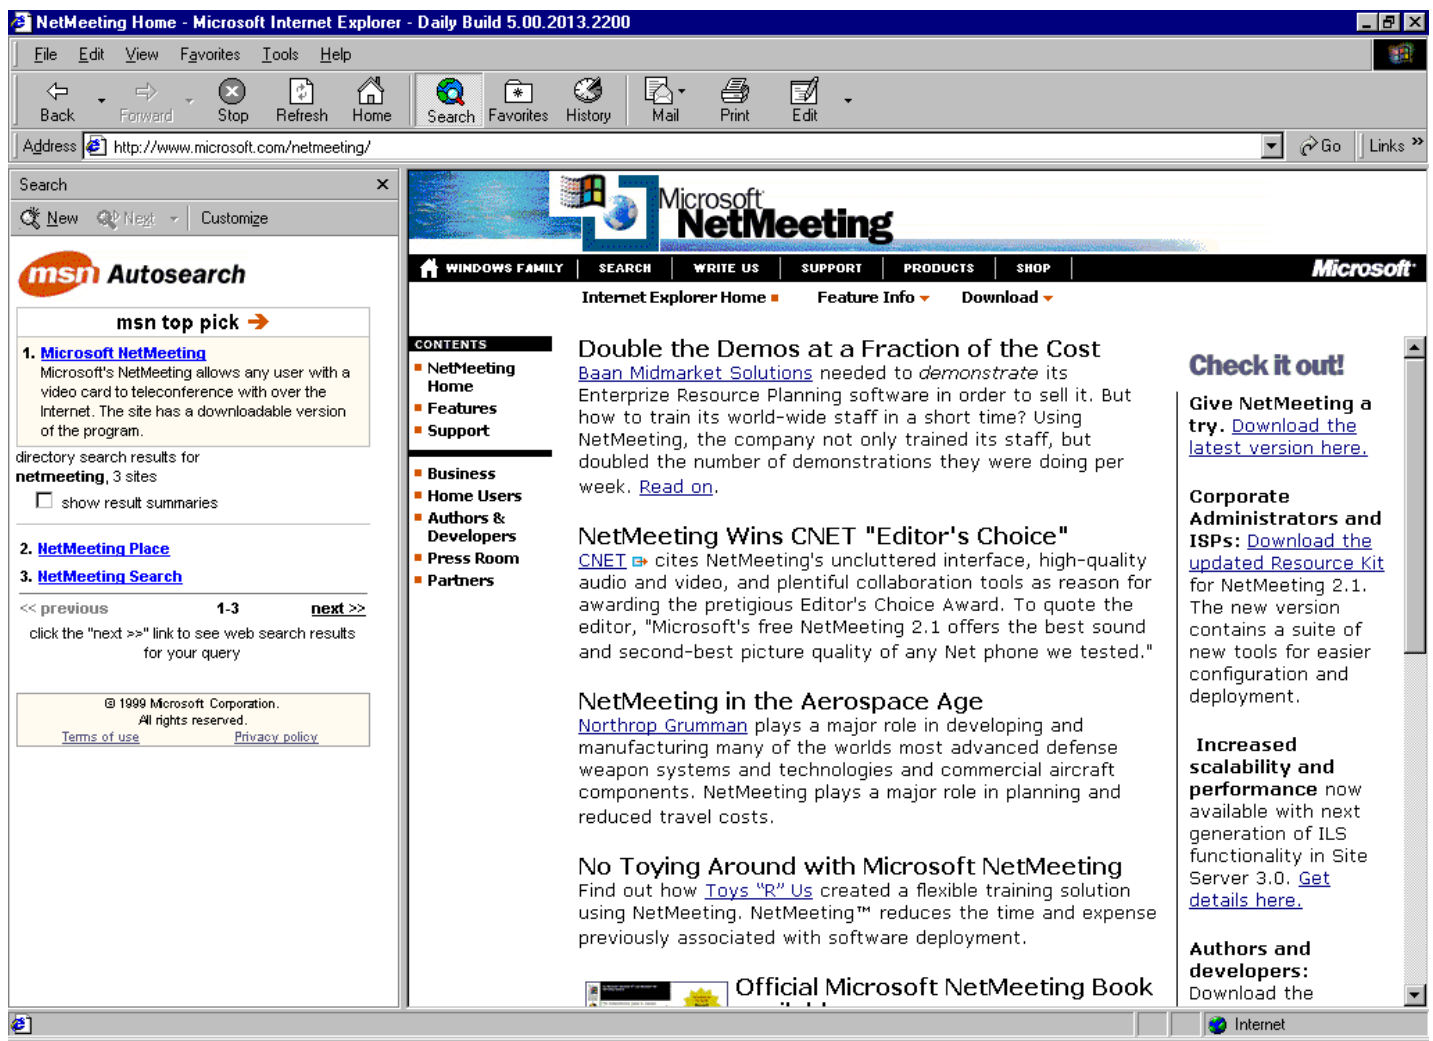 NetMeeting Home - Microsoft Internet Explorer - Daily Build 5.00.2013.2200
File Edit View Favorites Tools Help
Back Forward Stop Refresh Home Search Favorites History Mail Print Edit
Address http://www.microsoft.com/netmeeting/ Go Links »
Search
New Next Customize
msn Autosearch
msn top pick
1. Microsoft NetMeeting
Microsoft's NetMeeting allows any user with a
video card to teleconference with over the
Internet. The site has a downloadable version
of the program.
directory search results for
netmeeting, 3 sites
show result summaries
2. NetMeeting Place
3. NetMeeting Search
<< previous 1-3 next >>
click the "next >>" link to see web search results
for your query
© 1999 Microsoft Corporation.
All rights reserved.
Terms of use Privacy policy
Microsoft
NetMeeting
WINDOWS FAMILY SEARCH WRITE US SUPPORT PRODUCTS SHOP Microsoft
Internet Explorer Home Feature Info Download
CONTENTS
NetMeeting
Home
Features
Support
Business
Home Users
Authors &
Developers
Press Room
Partners
Double the Demos at a Fraction of the Cost
Baan Midmarket Solutions needed to demonstrate its
Enterprize Resource Planning software in order to sell it. But
how to train its world-wide staff in a short time? Using
NetMeeting, the company not only trained its staff, but
doubled the number of demonstrations they were doing per
week. Read on.
NetMeeting Wins CNET "Editor's Choice"
CNET cites NetMeeting's uncluttered interface, high-quality
audio and video, and plentiful collaboration tools as reason for
awarding the pretigious Editor's Choice Award. To quote the
editor, "Microsoft's free NetMeeting 2.1 offers the best sound
and second-best picture quality of any Net phone we tested."
NetMeeting in the Aerospace Age
Northrop Grumman plays a major role in developing and
manufacturing many of the worlds most advanced defense
weapon systems and technologies and commercial aircraft
components. NetMeeting plays a major role in planning and
reduced travel costs.
No Toying Around with Microsoft NetMeeting
Find out how Toys “R” Us created a flexible training solution
using NetMeeting. NetMeeting™ reduces the time and expense
previously associated with software deployment.
Official Microsoft NetMeeting Book
Check it out!
Give NetMeeting a
try. Download the
latest version here.
Corporate
Administrators and
ISPs: Download the
updated Resource Kit
for NetMeeting 2.1.
The new version
contains a suite of
new tools for easier
configuration and
deployment.
Increased
scalability and
performance now
available with next
generation of ILS
functionality in Site
Server 3.0. Get
details here.
Authors and
developers:
Download the
Internet